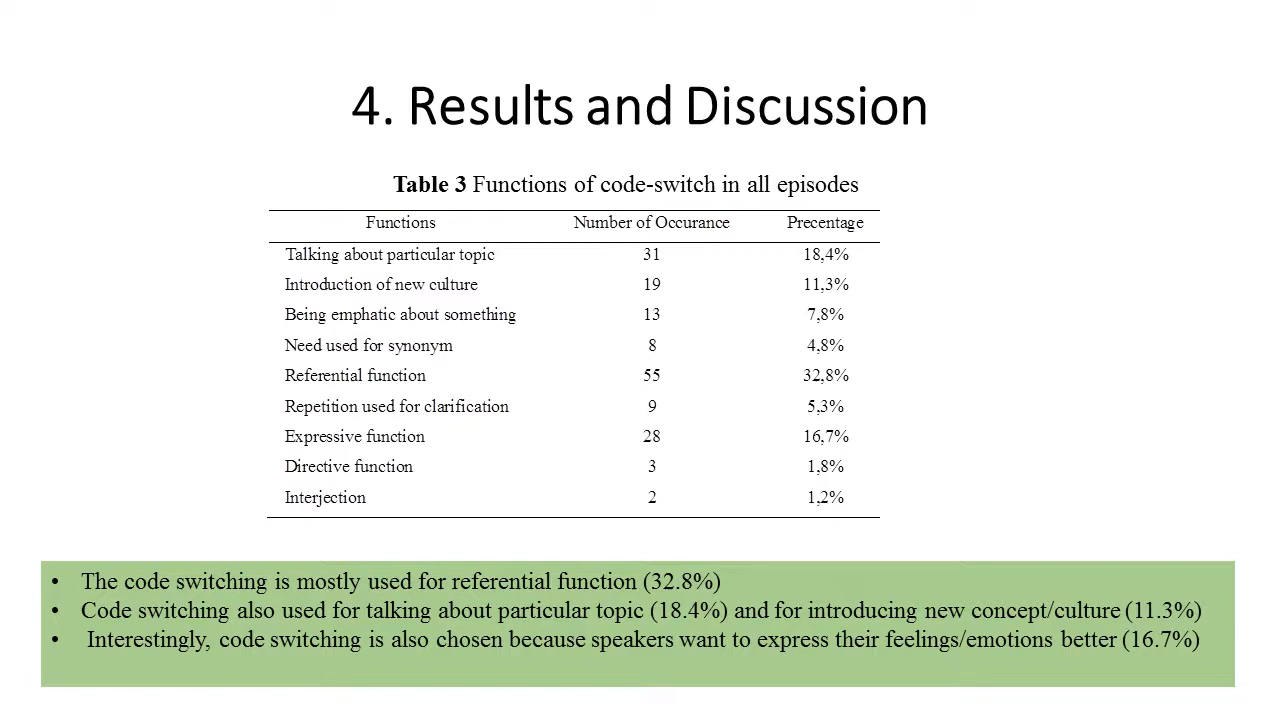 4. Results and Discussion
Table 3 Functions of code-switch in all episodes
Functions Number of Occurance Precentage
Talking about particular topic 31 18,4%
Introduction of new culture 19 11,3%
Being emphatic about something 13 7,8%
Need used for synonym 8 4,8%
Referential function 55 32,8%
Repetition used for clarification 9 5,3%
Expressive function 28 16,7%
Directive function 3 1,8%
Interjection 2 1,2%
• The code switching is mostly used for referential function (32.8%)
• Code switching also used for talking about particular topic (18.4%) and for introducing new concept/culture (11.3%)
• Interestingly, code switching is also chosen because speakers want to express their feelings/emotions better (16.7%)